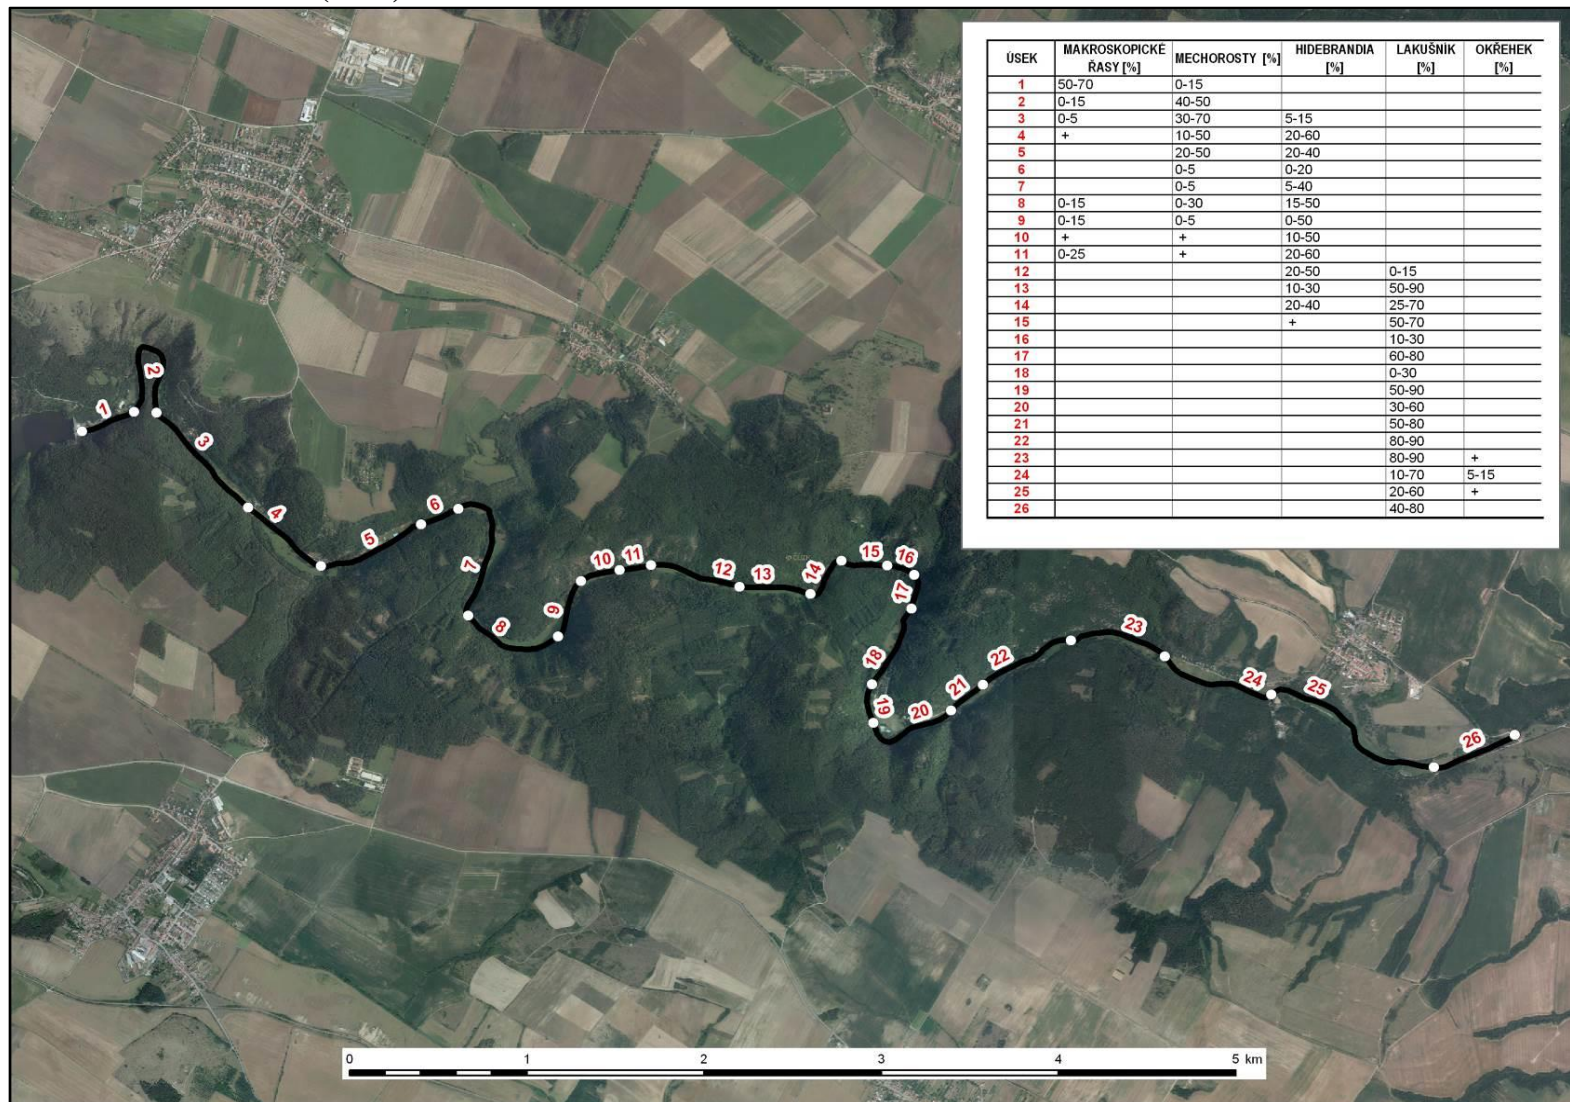 ÚSEK MAKROSKOPICKÉ ŘASY [%] MECHOROSTY [%] HIDEBRANDIA [%] LAKUŠNÍK [%] OKŘEHEK [%]
1 50-70 0-15
2 0-15 40-50
3 0-5 30-70 5-15
4 + 10-50 20-60
5 20-50 20-40
6 0-5 0-20
7 0-5 5-40
8 0-15 0-30 15-50
9 0-15 0-5 0-50
10 + + 10-50
11 0-25 + 20-60
12 20-50 0-15
13 10-30 50-90
14 20-40 25-70
15 + 50-70
16 10-30
17 60-80
18 0-30
19 50-90
20 30-60
21 50-80
22 80-90
23 80-90 +
24 10-70 5-15
25 20-60 +
26 40-80
1
2
3
4
5
6
7
8
9
10
11
12
13
14
15
16
17
18
19
20
21
22
23
24
25
26
0 1 2 3 4 5 km